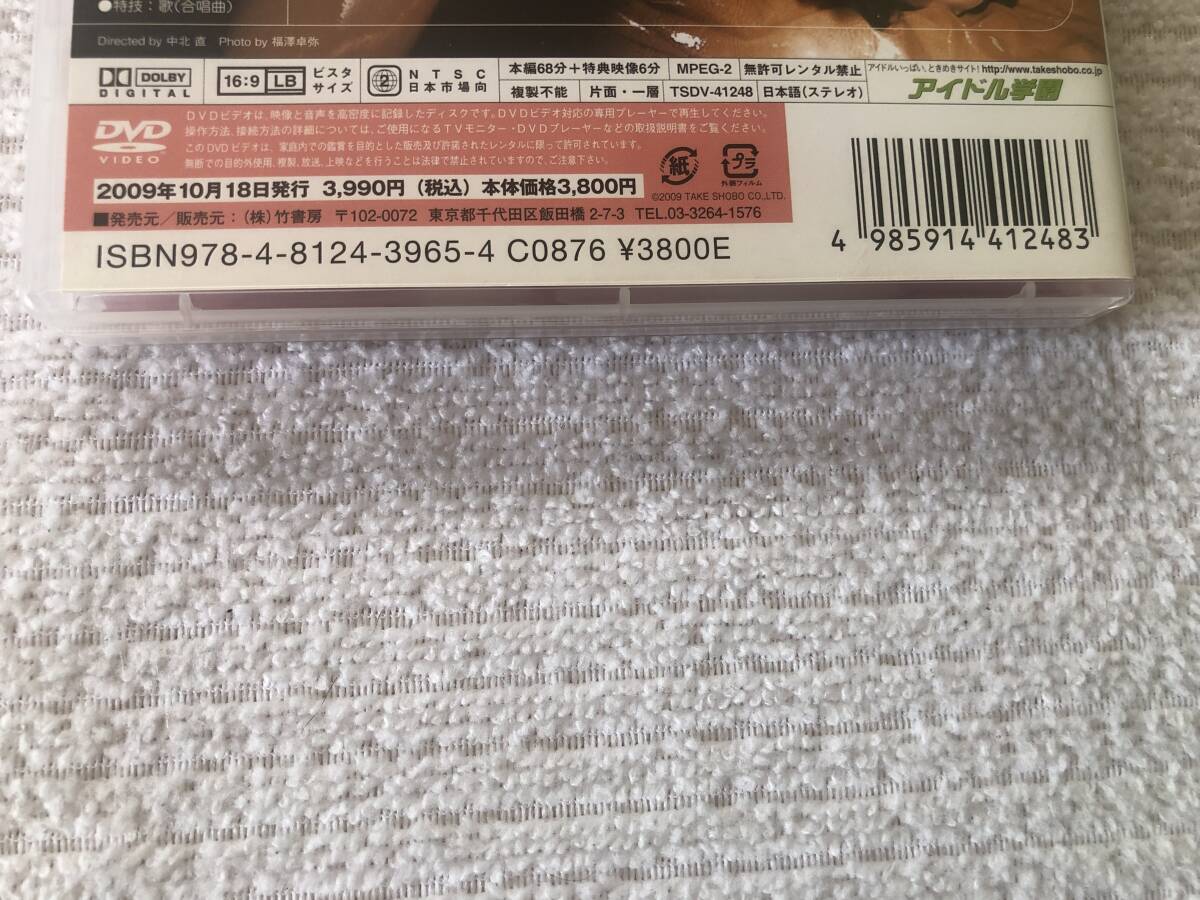 ●特技：歌（合唱曲）
Directed by 中北 直 Photo by 福澤卓弥
DOLBY DIGITAL
16:9 LB
ビスタサイズ
2
NTSC 日本市場向
本編68分＋特典映像6分 MPEG-2 無許可レンタル禁止
複製不能 片面・一層 TSDV-41248 日本語(ステレオ)
アイドルいっぱい、ときめきサイト! http://www.takeshobo.co.jp
アイドル学園
DVD VIDEO
DVDビデオは、映像と音声を高密度に記録したディスクです。DVDビデオ対応の専用プレーヤーで再生してください。
操作方法、接続方法の詳細については、ご使用になるTVモニター・DVDプレーヤーなどの取扱説明書をご覧ください。
このDVDビデオは、家庭内での鑑賞を目的とした販売及び許諾されたレンタルに限って許可されています。
無断での目的外使用、複製、放送、上映などを行うことは法律で禁止されていますので、ご注意下さい。
紙
プラ
外装フィルム
2009年10月18日発行 3,990円（税込）本体価格3,800円
©2009 TAKE SHOBO CO.,LTD.
■発売元／販売元：（株）竹書房 〒102-0072 東京都千代田区飯田橋 2-7-3 TEL.03-3264-1576
ISBN978-4-8124-3965-4 C0876 ¥3800E
4 985914 412483